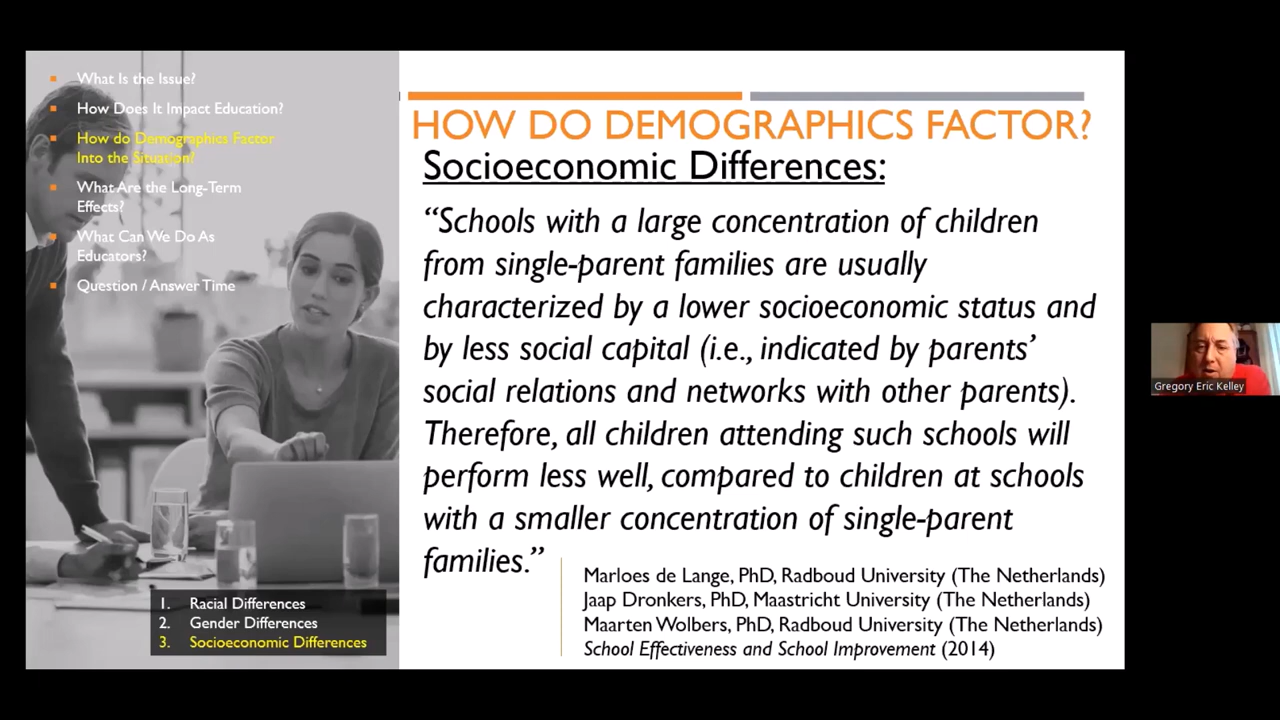 What Is the Issue?
How Does It Impact Education?
How do Demographics Factor
Into the Situation?
What Are the Long-Term
Effects?
What Can We Do As
Educators?
Question / Answer Time
1. Racial Differences
2. Gender Differences
3. Socioeconomic Differences
HOW DO DEMOGRAPHICS FACTOR?
Socioeconomic Differences:
“Schools with a large concentration of children
from single-parent families are usually
characterized by a lower socioeconomic status and
by less social capital (i.e., indicated by parents’
social relations and networks with other parents).
Therefore, all children attending such schools will
perform less well, compared to children at schools
with a smaller concentration of single-parent
families.”
Marloes de Lange, PhD, Radboud University (The Netherlands)
Jaap Dronkers, PhD, Maastricht University (The Netherlands)
Maarten Wolbers, PhD, Radboud University (The Netherlands)
School Effectiveness and School Improvement (2014)
Gregory Eric Kelley